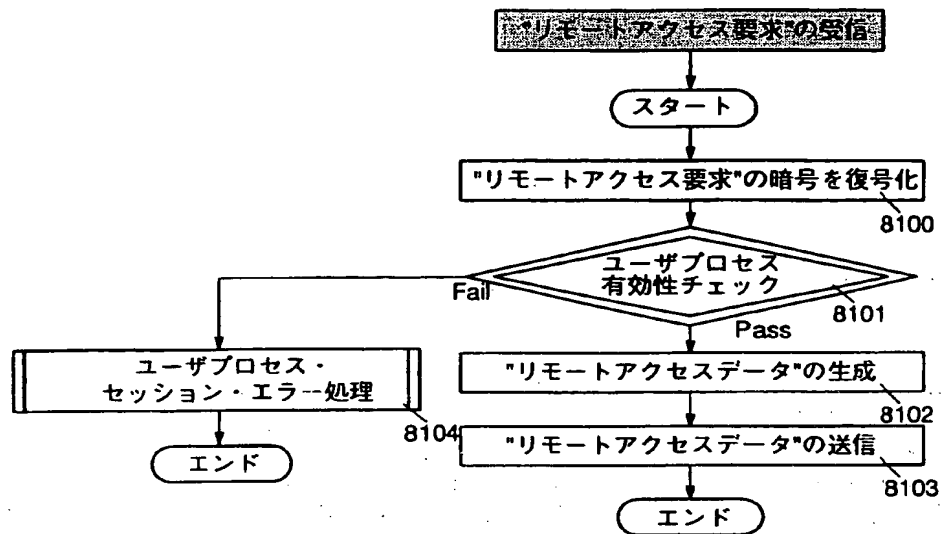 "リモートアクセス要求"の受信
スタート
"リモートアクセス要求"の暗号を復号化
8100
ユーザプロセス
有効性チェック
8101
Fail
Pass
ユーザプロセス・
セッション・エラー処理
8104
"リモートアクセスデータ"の生成
8102
エンド
"リモートアクセスデータ"の送信
8103
エンド